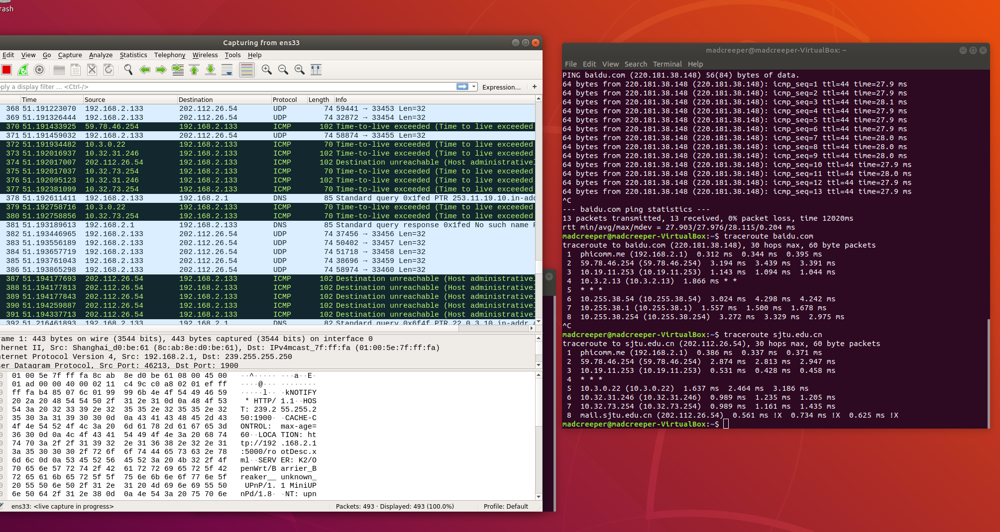 rash
Capturing from ens33
Edit View Go Capture Analyze Statistics Telephony Wireless Tools Help
ply a display filter … <Ctrl-/>
Expression…
+
Time Source Destination Protocol Length Info
368 51.191223070 192.168.2.133 202.112.26.54 UDP 74 59441 → 33453 Len=32
369 51.191326444 192.168.2.133 202.112.26.54 UDP 74 32872 → 33454 Len=32
370 51.191433925 59.78.46.254 192.168.2.133 ICMP 102 Time-to-live exceeded (Time to live exceeded
371 51.191459032 192.168.2.133 202.112.26.54 UDP 74 58874 → 33455 Len=32
372 51.191934482 10.3.0.22 192.168.2.133 ICMP 70 Time-to-live exceeded (Time to live exceeded
373 51.192016937 10.32.31.246 192.168.2.133 ICMP 102 Time-to-live exceeded (Time to live exceeded
374 51.192017007 202.112.26.54 192.168.2.133 ICMP 102 Destination unreachable (Host administrativel
375 51.192017037 10.32.73.254 192.168.2.133 ICMP 70 Time-to-live exceeded (Time to live exceeded
376 51.192095123 10.32.31.246 192.168.2.133 ICMP 102 Time-to-live exceeded (Time to live exceeded
377 51.192381099 10.32.73.254 192.168.2.133 ICMP 70 Time-to-live exceeded (Time to live exceeded
378 51.192611411 192.168.2.133 192.168.2.1 DNS 85 Standard query 0x1fed PTR 253.11.19.10.in-adc
379 51.192758716 10.3.0.22 192.168.2.133 ICMP 70 Time-to-live exceeded (Time to live exceeded
380 51.192758856 10.32.73.254 192.168.2.133 ICMP 70 Time-to-live exceeded (Time to live exceeded
381 51.193189613 192.168.2.1 192.168.2.133 DNS 85 Standard query response 0x1fed No such name
382 51.193446965 192.168.2.133 202.112.26.54 UDP 74 37456 → 33456 Len=32
383 51.193556189 192.168.2.133 202.112.26.54 UDP 74 50402 → 33457 Len=32
384 51.193657719 192.168.2.133 202.112.26.54 UDP 74 51718 → 33458 Len=32
385 51.193761043 192.168.2.133 202.112.26.54 UDP 74 38696 → 33459 Len=32
386 51.193865298 192.168.2.133 202.112.26.54 UDP 74 58974 → 33460 Len=32
387 51.194177693 202.112.26.54 192.168.2.133 ICMP 102 Destination unreachable (Host administrativel
388 51.194177813 202.112.26.54 192.168.2.133 ICMP 102 Destination unreachable (Host administrativel
389 51.194177843 202.112.26.54 192.168.2.133 ICMP 102 Destination unreachable (Host administrativel
390 51.194259887 202.112.26.54 192.168.2.133 ICMP 102 Destination unreachable (Host administrativel
391 51.194337713 202.112.26.54 192.168.2.133 ICMP 102 Destination unreachable (Host administrativel
392 51.216461893 192.168.2.133 192.168.2.1 DNS 82 Standard query 0x6f4f PTR 22.0.3.10.in-addr.a
rame 1: 443 bytes on wire (3544 bits), 443 bytes captured (3544 bits) on interface 0
thernet II, Src: Shanghai_d0:be:61 (8c:ab:8e:d0:be:61), Dst: IPv4mcast_7f:ff:fa (01:00:5e:7f:ff:fa)
nternet Protocol Version 4, Src: 192.168.2.1, Dst: 239.255.255.250
ser Datagram Protocol, Src Port: 46213, Dst Port: 1900
01 00 5e 7f ff fa 8c ab 8e d0 be 61 08 00 45 00 ··^····· ···a··E·
01 ad 00 00 40 00 02 11 c4 9c c0 a8 02 01 ef ff ····@··· ········
ff fa b4 85 07 6c 01 99 99 6b 4e 4f 54 49 46 59 ·····l·· ·kNOTIFY
20 2a 20 48 54 54 50 2f 31 2e 31 0d 0a 48 4f 53 * HTTP/ 1.1··HOS
54 3a 20 32 33 39 2e 32 35 35 2e 32 35 35 2e 32 T: 239.2 55.255.2
35 30 3a 31 39 30 30 0d 0a 43 41 43 48 45 2d 43 50:1900· ·CACHE-C
4f 4e 54 52 4f 4c 3a 20 6d 61 78 2d 61 67 65 3d ONTROL: max-age=
36 30 0d 0a 4c 4f 43 41 54 49 4f 4e 3a 20 68 74 60··LOCA TION: ht
74 70 3a 2f 2f 31 39 32 2e 31 36 38 2e 32 2e 31 tp://192 .168.2.1
3a 35 30 30 30 2f 72 6f 6f 74 44 65 73 63 2e 78 :5000/ro otDesc.x
6d 6c 0d 0a 53 45 52 56 45 52 3a 20 4b 32 2f 4f ml··SERV ER: K2/O
70 65 6e 57 72 74 2f 42 61 72 72 69 65 72 5f 42 penWrt/B arrier_B
72 65 61 6b 65 72 5f 5f 75 6e 6b 6e 6f 77 6e 5f reaker__ unknown_
20 55 50 6e 50 2f 31 2e 31 20 4d 69 6e 69 55 50 UPnP/1. 1 MiniUP
6e 50 64 2f 31 2e 38 0d 0a 4e 54 3a 20 75 70 6e nPd/1.8· ·NT: upn
ens33: <live capture in progress>
Packets: 493 · Displayed: 493 (100.0%)
Profile: Default
madcreeper@madcreeper-VirtualBox: ~
File Edit View Search Terminal Help
PING baidu.com (220.181.38.148) 56(84) bytes of data.
64 bytes from 220.181.38.148 (220.181.38.148): icmp_seq=1 ttl=44 time=27.9 ms
64 bytes from 220.181.38.148 (220.181.38.148): icmp_seq=2 ttl=44 time=27.9 ms
64 bytes from 220.181.38.148 (220.181.38.148): icmp_seq=3 ttl=44 time=28.1 ms
64 bytes from 220.181.38.148 (220.181.38.148): icmp_seq=4 ttl=44 time=27.9 ms
64 bytes from 220.181.38.148 (220.181.38.148): icmp_seq=5 ttl=44 time=27.9 ms
64 bytes from 220.181.38.148 (220.181.38.148): icmp_seq=6 ttl=44 time=27.9 ms
64 bytes from 220.181.38.148 (220.181.38.148): icmp_seq=7 ttl=44 time=28.0 ms
64 bytes from 220.181.38.148 (220.181.38.148): icmp_seq=8 ttl=44 time=28.0 ms
64 bytes from 220.181.38.148 (220.181.38.148): icmp_seq=9 ttl=44 time=28.0 ms
64 bytes from 220.181.38.148 (220.181.38.148): icmp_seq=10 ttl=44 time=27.9 ms
64 bytes from 220.181.38.148 (220.181.38.148): icmp_seq=11 ttl=44 time=28.0 ms
64 bytes from 220.181.38.148 (220.181.38.148): icmp_seq=12 ttl=44 time=27.9 ms
64 bytes from 220.181.38.148 (220.181.38.148): icmp_seq=13 ttl=44 time=27.9 ms
^C
--- baidu.com ping statistics ---
13 packets transmitted, 13 received, 0% packet loss, time 12020ms
rtt min/avg/max/mdev = 27.903/27.976/28.115/0.204 ms
madcreeper@madcreeper-VirtualBox:~$ traceroute baidu.com
traceroute to baidu.com (220.181.38.148), 30 hops max, 60 byte packets
1 phicomm.me (192.168.2.1) 0.312 ms 0.344 ms 0.395 ms
2 59.78.46.254 (59.78.46.254) 3.194 ms 3.439 ms 3.391 ms
3 10.19.11.253 (10.19.11.253) 1.143 ms 1.094 ms 1.044 ms
4 10.3.2.13 (10.3.2.13) 1.866 ms * *
5 * * *
6 10.255.38.54 (10.255.38.54) 3.024 ms 4.298 ms 4.242 ms
7 10.255.38.1 (10.255.38.1) 1.557 ms 1.500 ms 1.678 ms
8 10.255.38.254 (10.255.38.254) 3.272 ms 3.329 ms 2.975 ms
^C
madcreeper@madcreeper-VirtualBox:~$ traceroute sjtu.edu.cn
traceroute to sjtu.edu.cn (202.112.26.54), 30 hops max, 60 byte packets
1 phicomm.me (192.168.2.1) 0.386 ms 0.337 ms 0.371 ms
2 59.78.46.254 (59.78.46.254) 2.874 ms 2.813 ms 2.947 ms
3 10.19.11.253 (10.19.11.253) 0.531 ms 0.428 ms 0.458 ms
4 * * *
5 10.3.0.22 (10.3.0.22) 1.637 ms 2.464 ms 3.186 ms
6 10.32.31.246 (10.32.31.246) 0.989 ms 1.235 ms 1.205 ms
7 10.32.73.254 (10.32.73.254) 0.989 ms 1.161 ms 1.435 ms
8 mail.sjtu.edu.cn (202.112.26.54) 0.561 ms !X 0.734 ms !X 0.625 ms !X
madcreeper@madcreeper-VirtualBox:~$